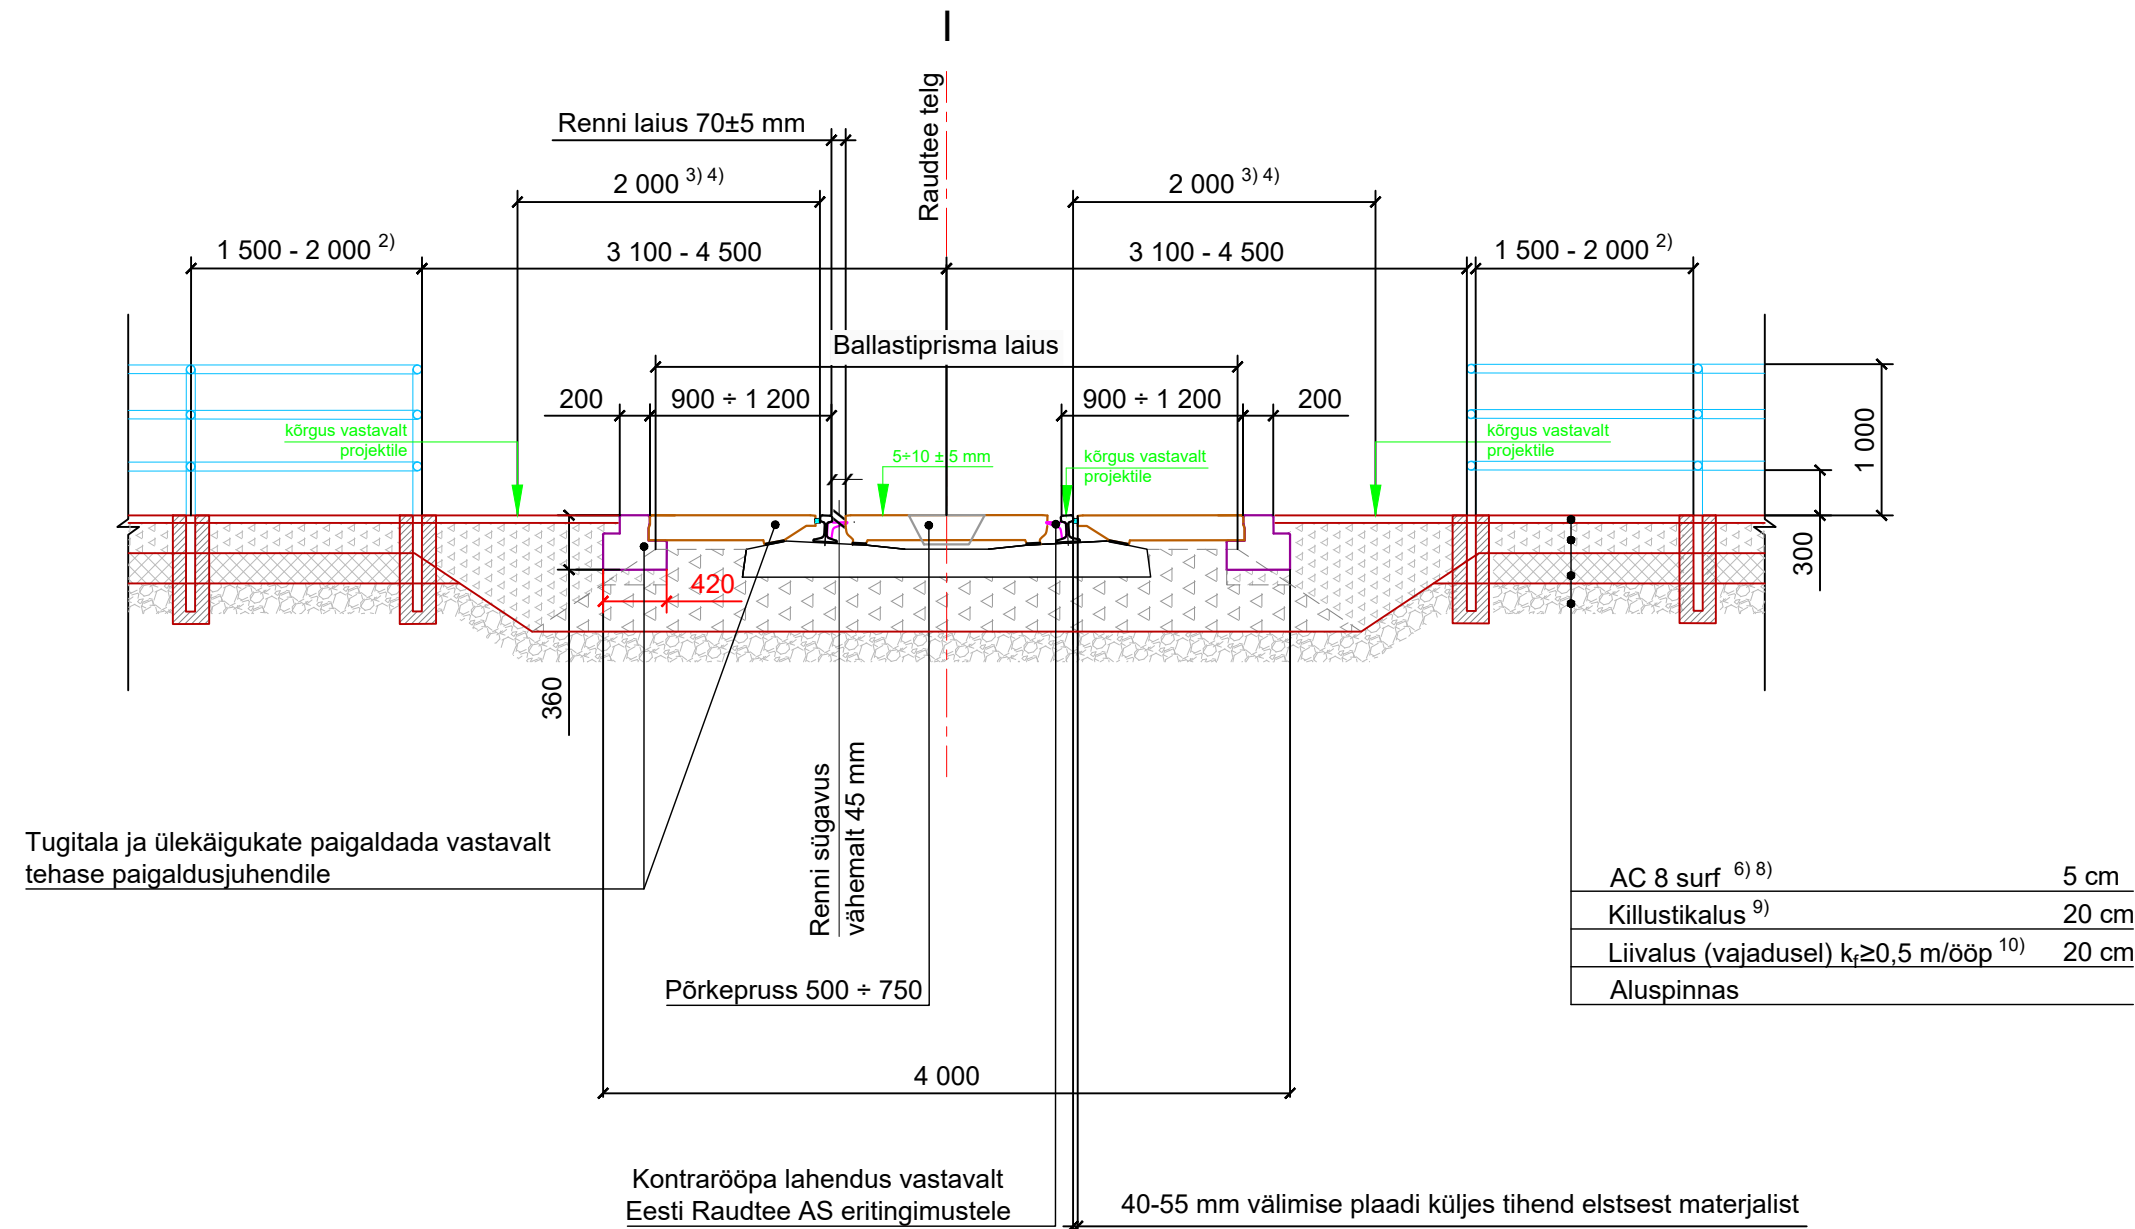 I
Raudtee telg
Renni laius 70±5 mm
2 000 3) 4)
2 000 3) 4)
1 500 - 2 000 2)
3 100 - 4 500
3 100 - 4 500
1 500 - 2 000 2)
Ballastiprisma laius
200
900 ÷ 1 200
900 ÷ 1 200
200
kõrgus vastavalt
projektile
5÷10 ± 5 mm
kõrgus vastavalt
projektile
kõrgus vastavalt
projektile
1 000
300
420
360
Renni sügavus
vähemalt 45 mm
Tugitala ja ülekäigukate paigaldada vastavalt
tehase paigaldusjuhendile
Põrkepruss 500 ÷ 750
AC 8 surf 6) 8) 5 cm
Killustikalus 9) 20 cm
Liivalus (vajadusel) kf≥0,5 m/ööp 10) 20 cm
Aluspinnas
4 000
Kontrarööpa lahendus vastavalt
Eesti Raudtee AS eritingimustele
40-55 mm välimise plaadi küljes tihend elstsest materjalist